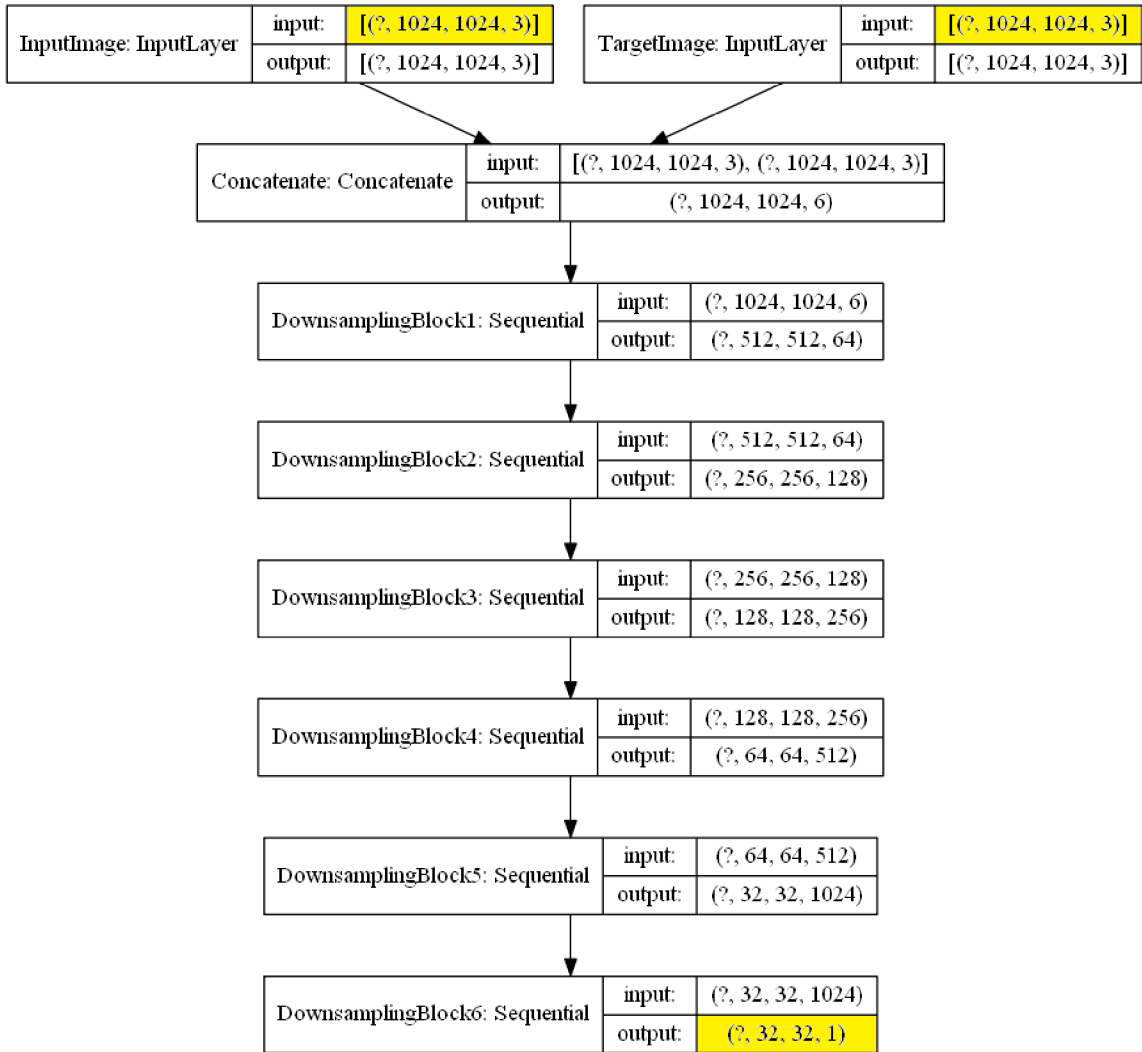 InputImage: InputLayer
input: [(?, 1024, 1024, 3)]
output: [(?, 1024, 1024, 3)]
TargetImage: InputLayer
input: [(?, 1024, 1024, 3)]
output: [(?, 1024, 1024, 3)]
Concatenate: Concatenate
input: [(?, 1024, 1024, 3), (?, 1024, 1024, 3)]
output: (?, 1024, 1024, 6)
DownsamplingBlock1: Sequential
input: (?, 1024, 1024, 6)
output: (?, 512, 512, 64)
DownsamplingBlock2: Sequential
input: (?, 512, 512, 64)
output: (?, 256, 256, 128)
DownsamplingBlock3: Sequential
input: (?, 256, 256, 128)
output: (?, 128, 128, 256)
DownsamplingBlock4: Sequential
input: (?, 128, 128, 256)
output: (?, 64, 64, 512)
DownsamplingBlock5: Sequential
input: (?, 64, 64, 512)
output: (?, 32, 32, 1024)
DownsamplingBlock6: Sequential
input: (?, 32, 32, 1024)
output: (?, 32, 32, 1)